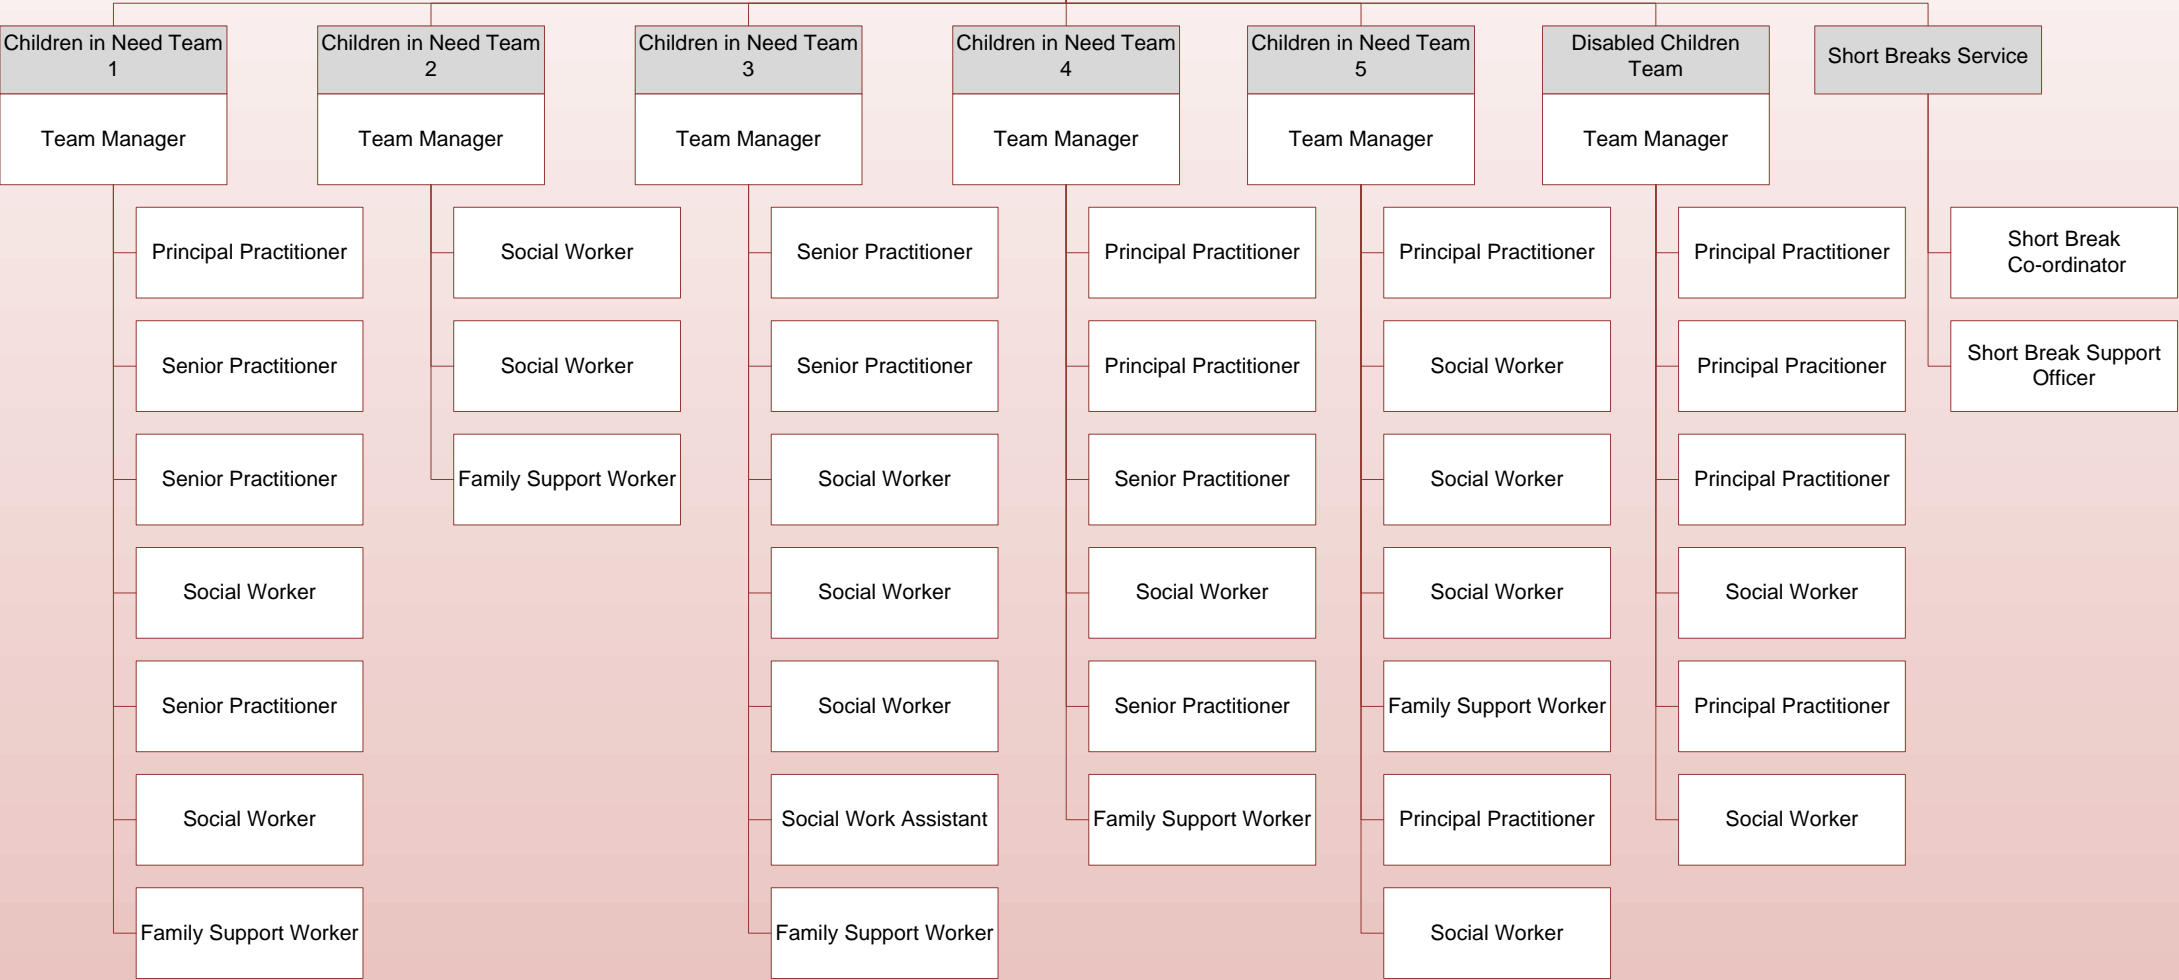 Children in Need Team
1
Team Manager
Principal Practitioner
Senior Practitioner
Senior Practitioner
Social Worker
Senior Practitioner
Social Worker
Family Support Worker
Children in Need Team
2
Team Manager
Social Worker
Social Worker
Family Support Worker
Children in Need Team
3
Team Manager
Senior Practitioner
Senior Practitioner
Social Worker
Social Worker
Social Worker
Social Work Assistant
Family Support Worker
Children in Need Team
4
Team Manager
Principal Practitioner
Principal Practitioner
Senior Practitioner
Social Worker
Senior Practitioner
Family Support Worker
Children in Need Team
5
Team Manager
Principal Practitioner
Social Worker
Social Worker
Social Worker
Family Support Worker
Principal Practitioner
Social Worker
Disabled Children
Team
Team Manager
Principal Practitioner
Principal Pracitioner
Principal Practitioner
Social Worker
Principal Practitioner
Social Worker
Short Breaks Service
Short Break
Co-ordinator
Short Break Support
Officer